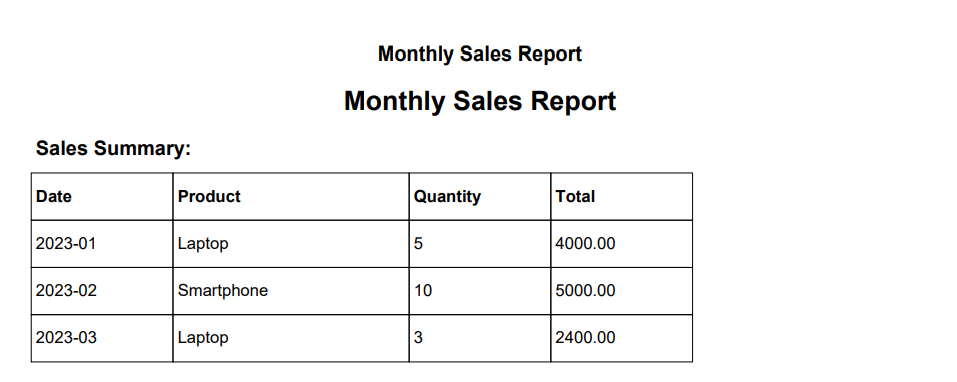 Monthly Sales Report
Monthly Sales Report
Sales Summary:
Date Product Quantity Total
2023-01 Laptop 5 4000.00
2023-02 Smartphone 10 5000.00
2023-03 Laptop 3 2400.00